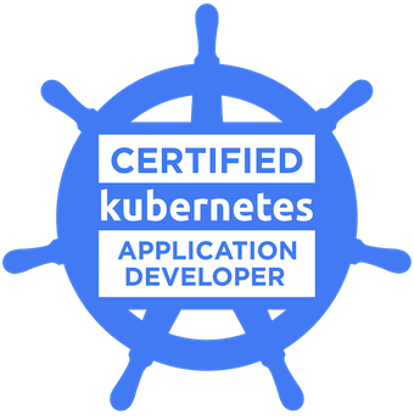 CERTIFIED
kubernetes
APPLICATION
DEVELOPER